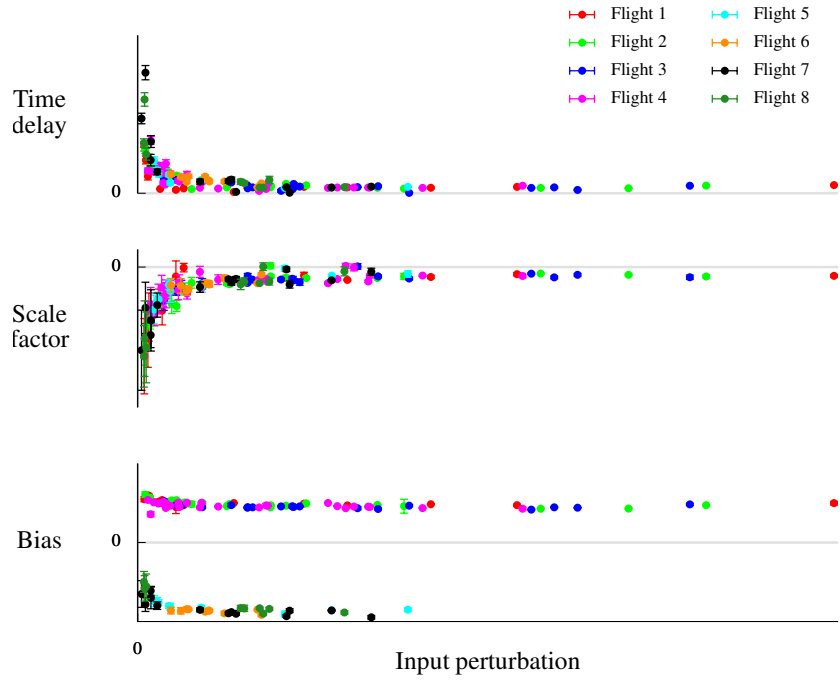 Flight 1
Flight 5
Flight 2
Flight 6
Flight 3
Flight 7
Flight 4
Flight 8
Time
delay
0
0
Scale
factor
Bias
0
0
Input perturbation